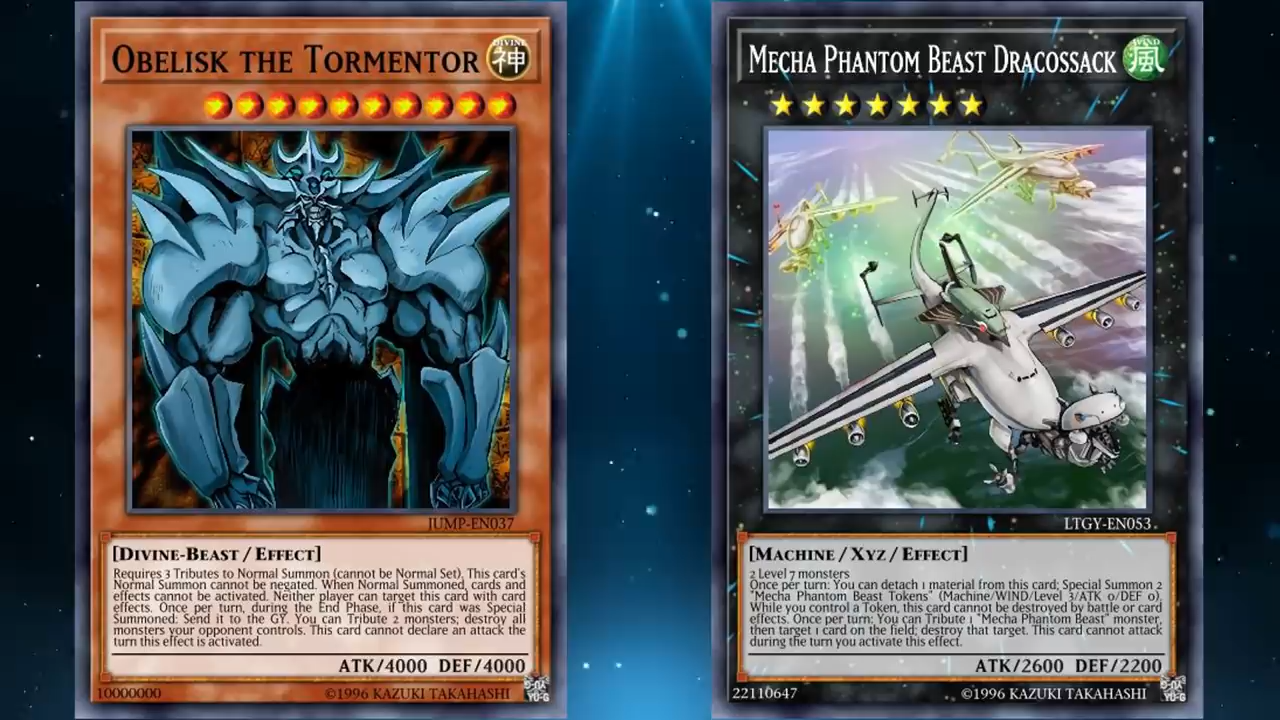 OBELISK THE TORMENTOR
DIVINE
神
JUMP-EN037
[DIVINE-BEAST / EFFECT]
Requires 3 Tributes to Normal Summon (cannot be Normal Set). This card's
Normal Summon cannot be negated. When Normal Summoned, cards and
effects cannot be activated. Neither player can target this card with card
effects. Once per turn, during the End Phase, if this card was Special
Summoned: Send it to the GY. You can Tribute 2 monsters; destroy all
monsters your opponent controls. This card cannot declare an attack the
turn this effect is activated.
ATK/4000 DEF/4000
10000000
©1996 KAZUKI TAKAHASHI
MECHA PHANTOM BEAST DRACOSSACK
WIND
風
LTGY-EN053
[MACHINE / XYZ / EFFECT]
2 Level 7 monsters
Once per turn: You can detach 1 material from this card; Special Summon 2
"Mecha Phantom Beast Tokens" (Machine/WIND/Level 3/ATK 0/DEF 0).
While you control a Token, this card cannot be destroyed by battle or card
effects. Once per turn: You can Tribute 1 "Mecha Phantom Beast" monster,
then target 1 card on the field; destroy that target. This card cannot attack
during the turn you activate this effect.
ATK/2600 DEF/2200
22110647
©1996 KAZUKI TAKAHASHI